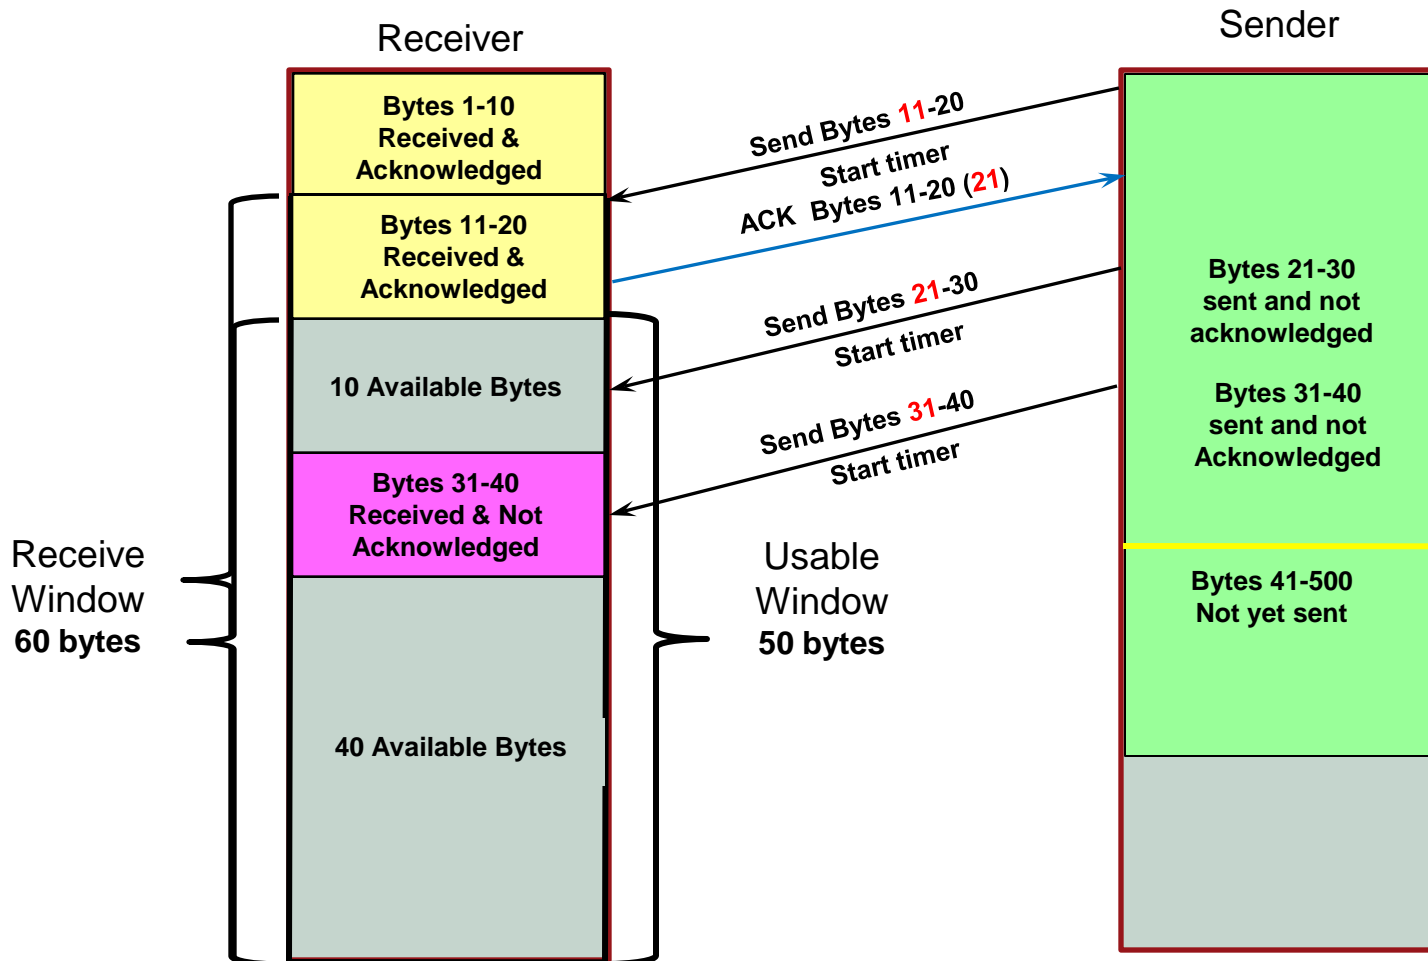 Receiver
Sender
Bytes 1-10
Received &
Acknowledged
Bytes 11-20
Received &
Acknowledged
10 Available Bytes
Bytes 31-40
Received & Not
Acknowledged
40 Available Bytes
Receive
Window
60 bytes
Usable
Window
50 bytes
Send Bytes 11-20
Start timer
ACK Bytes 11-20 (21)
Send Bytes 21-30
Start timer
Send Bytes 31-40
Start timer
Bytes 21-30
sent and not
acknowledged
Bytes 31-40
sent and not
Acknowledged
Bytes 41-500
Not yet sent